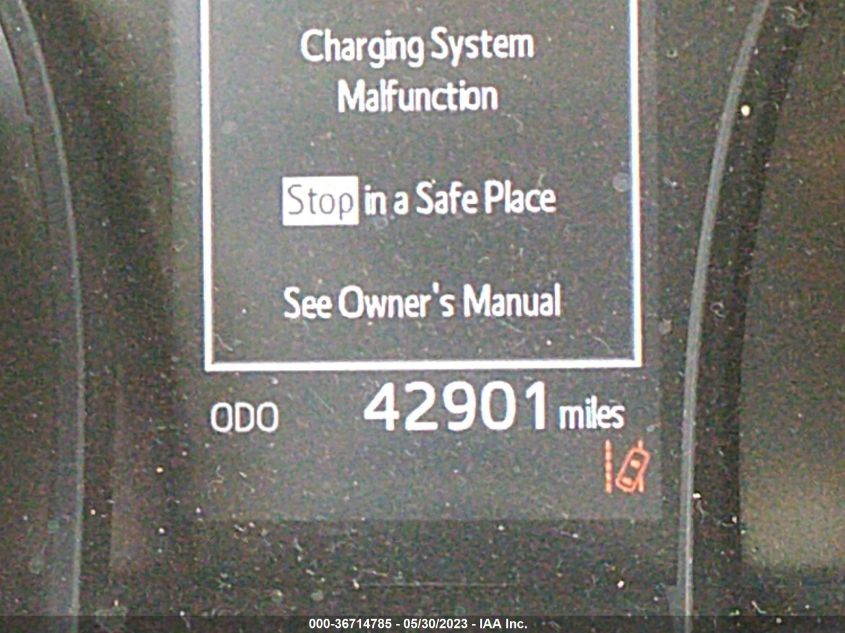 Charging System
Malfunction
Stop in a Safe Place
See Owner's Manual
ODO 42901 miles
000-36714785 - 05/30/2023 - IAA Inc.